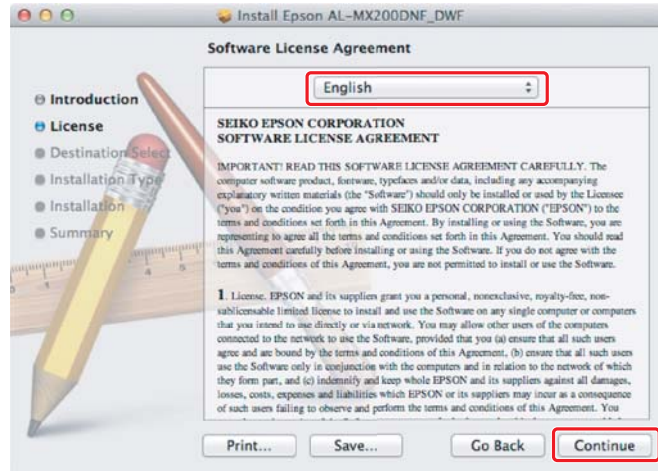 Install Epson AL-MX200DNF_DWF
Software License Agreement
English
Introduction
License
Destination Select
Installation Type
Installation
Summary
SEIKO EPSON CORPORATION
SOFTWARE LICENSE AGREEMENT
IMPORTANT! READ THIS SOFTWARE LICENSE AGREEMENT CAREFULLY. The
computer software product, fontware, typefaces and/or data, including any accompanying
explanatory written materials (the "Software") should only be installed or used by the Licensee
("you") on the condition you agree with SEIKO EPSON CORPORATION ("EPSON") to the
terms and conditions set forth in this Agreement. By installing or using the Software, you are
representing to agree all the terms and conditions set forth in this Agreement. You should read
this Agreement carefully before installing or using the Software. If you do not agree with the
terms and conditions of this Agreement, you are not permitted to install or use the Software.
1. License. EPSON and its suppliers grant you a personal, nonexclusive, royalty-free, non-
sublicensable limited license to install and use the Software on any single computer or computers
that you intend to use directly or via network. You may allow other users of the computers
connected to the network to use the Software, provided that you (a) ensure that all such users
agree and are bound by the terms and conditions of this Agreement, (b) ensure that all such users
use the Software only in conjunction with the computers and in relation to the network of which
they form part, and (c) indemnify and keep whole EPSON and its suppliers against all damages,
losses, costs, expenses and liabilities which EPSON or its suppliers may incur as a consequence
of such users failing to observe and perform the terms and conditions of this Agreement. You
Print...
Save...
Go Back
Continue